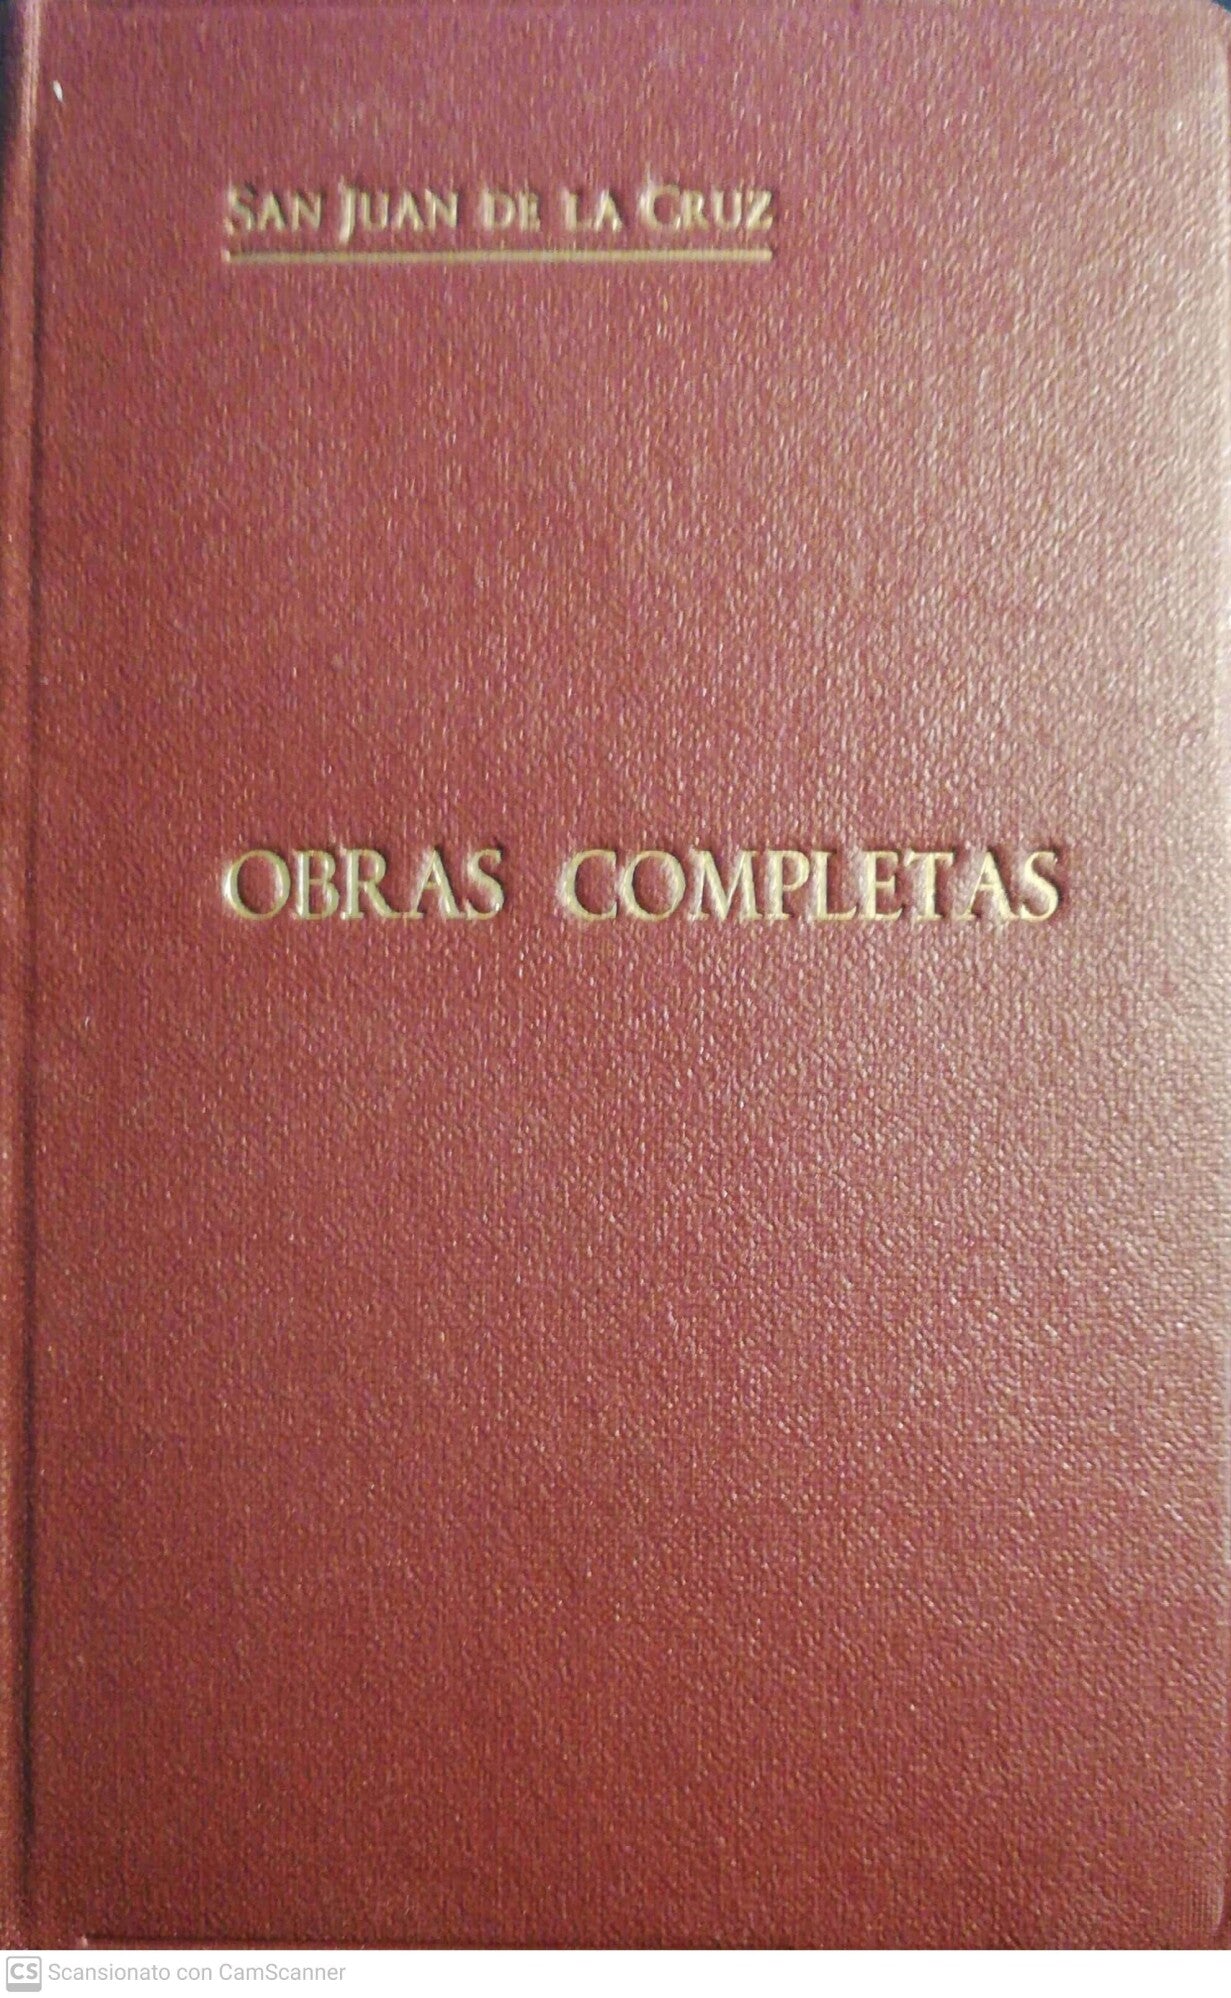 SAN JUAN DE LA CRUZ
OBRAS COMPLETAS
CS Scansionato con CamScanner